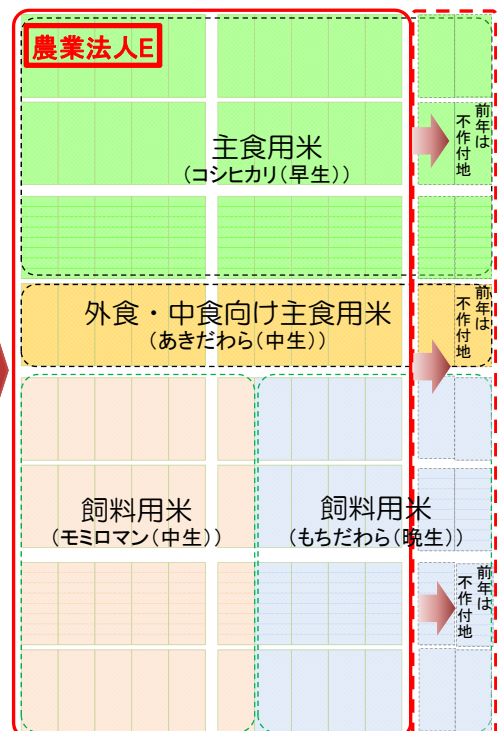 農業法人E
主食用米
(コシヒカリ(早生))
前年は
不作付地
外食・中食向け主食用米
(あきだわら(中生))
前年は
不作付地
飼料用米
(モミロマン(中生))
飼料用米
(もちだわら(晩生))
前年は
不作付地